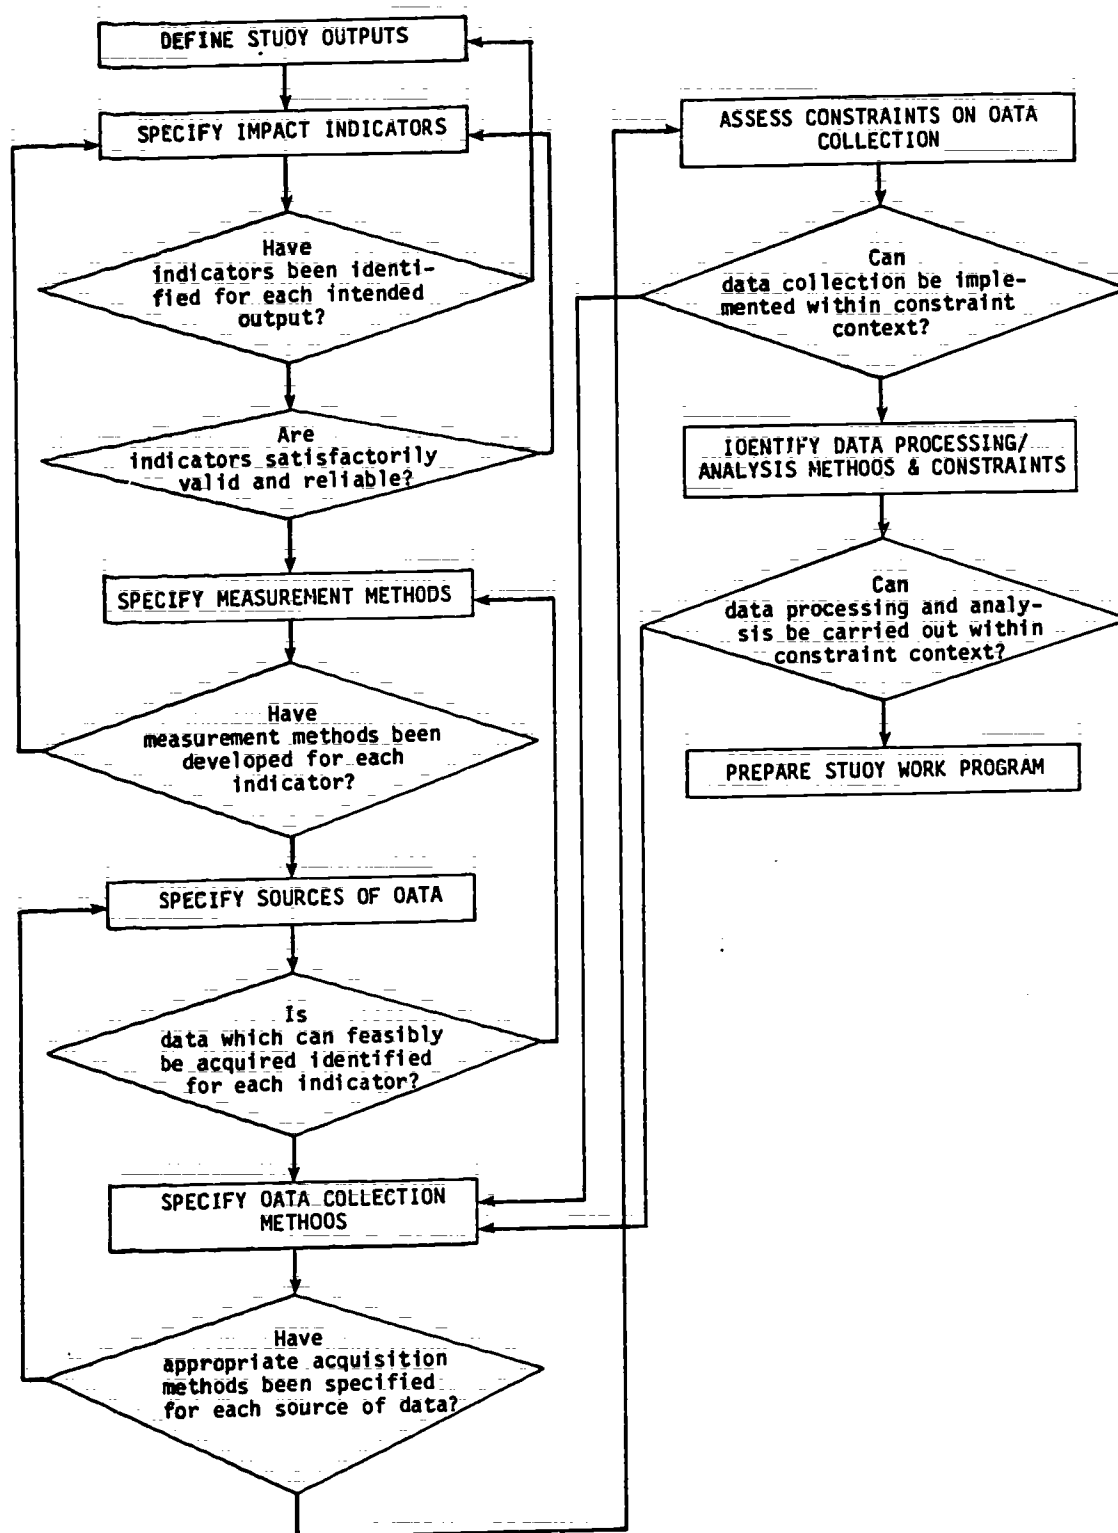 DEFINE STUOY OUTPUTS
SPECIFY IMPACT INDICATORS
Have
indicators been identi-
fied for each intended
output?
Are
indicators satisfactorily
valid and reliable?
SPECIFY MEASUREMENT METHODS
Have
measurement methods been
developed for each
indicator?
SPECIFY SOURCES OF OATA
Is
data which can feasibly
be acquired identified
for each indicator?
SPECIFY OATA COLLECTION
METHOOS
Have
appropriate acquisition
methods been specified
for each source of data?
ASSESS CONSTRAINTS ON OATA
COLLECTION
Can
data collection be imple-
mented within constraint
context?
IDENTIFY DATA PROCESSING/
ANALYSIS METHOOS & CONSTRAINTS
Can
data processing and analy-
sis be carried out within
constraint context?
PREPARE STUOY WORK PROGRAM